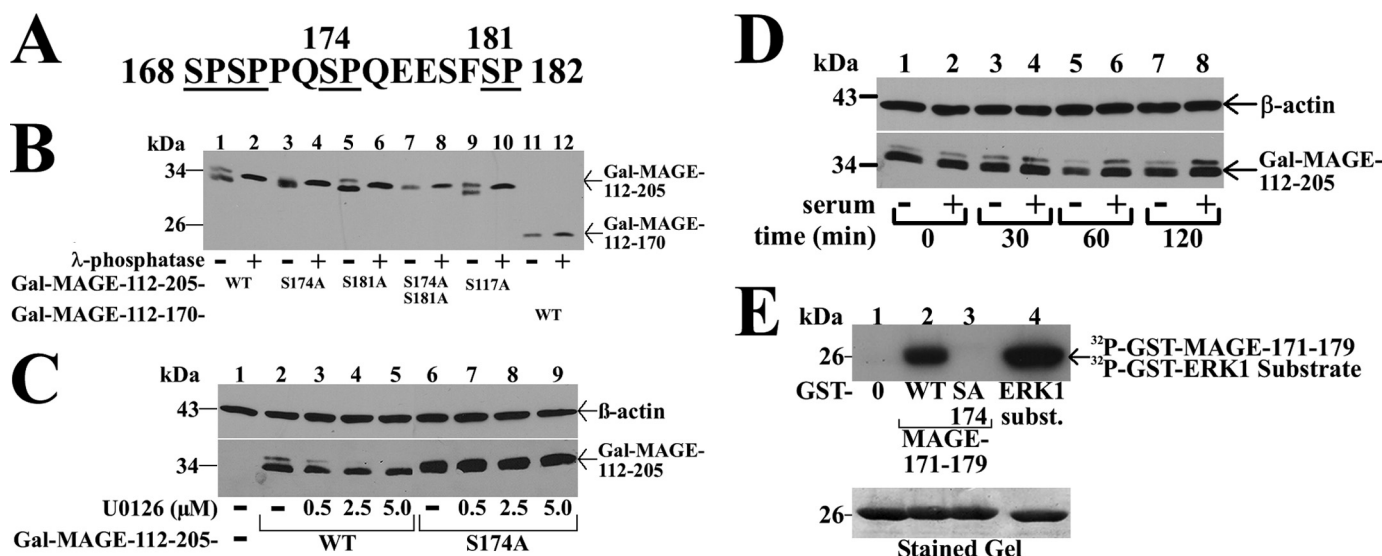 A
174 181
168 SPSPPQSPQEESFSP 182
B
kDa 1 2 3 4 5 6 7 8 9 10 11 12
34
Gal-MAGE-
112-205
26
Gal-MAGE-
112-170
λ-phosphatase - + - + - + - + - + - +
Gal-MAGE-112-205- WT S174A S181A S174A S117A
S181A
Gal-MAGE-112-170- WT
C
kDa 1 2 3 4 5 6 7 8 9
43
ß-actin
34
Gal-MAGE-
112-205
U0126 (µM) - - 0.5 2.5 5.0 - 0.5 2.5 5.0
Gal-MAGE-112-205- - WT S174A
D
kDa 1 2 3 4 5 6 7 8
43
β-actin
34
Gal-MAGE-
112-205
serum - + - + - + - +
time (min) 0 30 60 120
E
kDa 1 2 3 4
26
32P-GST-MAGE-171-179
32P-GST-ERK1 Substrate
GST- 0 WT SA ERK1
174 subst.
MAGE-
171-179
26
Stained Gel